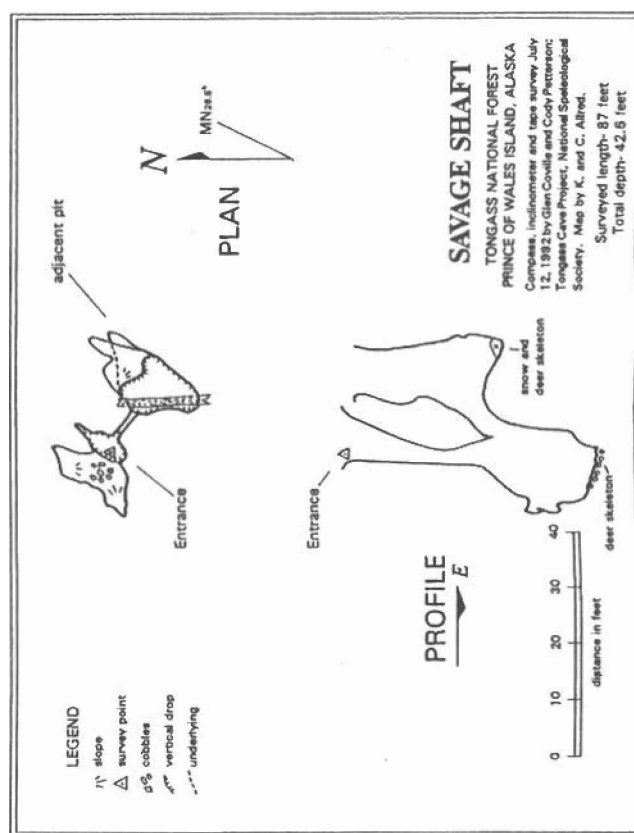 LEGEND
slope
survey point
cobbles
vertical drop
underlying
adjacent pit
Entrance
PLAN
N
MN28.8°
Entrance
PROFILE
E
0 10 20 30 40
distance in feet
deer skeleton
snow and
deer skeleton
SAVAGE SHAFT
TONGASS NATIONAL FOREST
PRINCE OF WALES ISLAND, ALASKA
Compass, inclinometer and tape survey July
12, 1992 by Glen Coville and Cody Petterson;
Tongass Cave Project, National Speleological
Society. Map by K. and C. Allred.
Surveyed length- 87 feet
Total depth- 42.6 feet